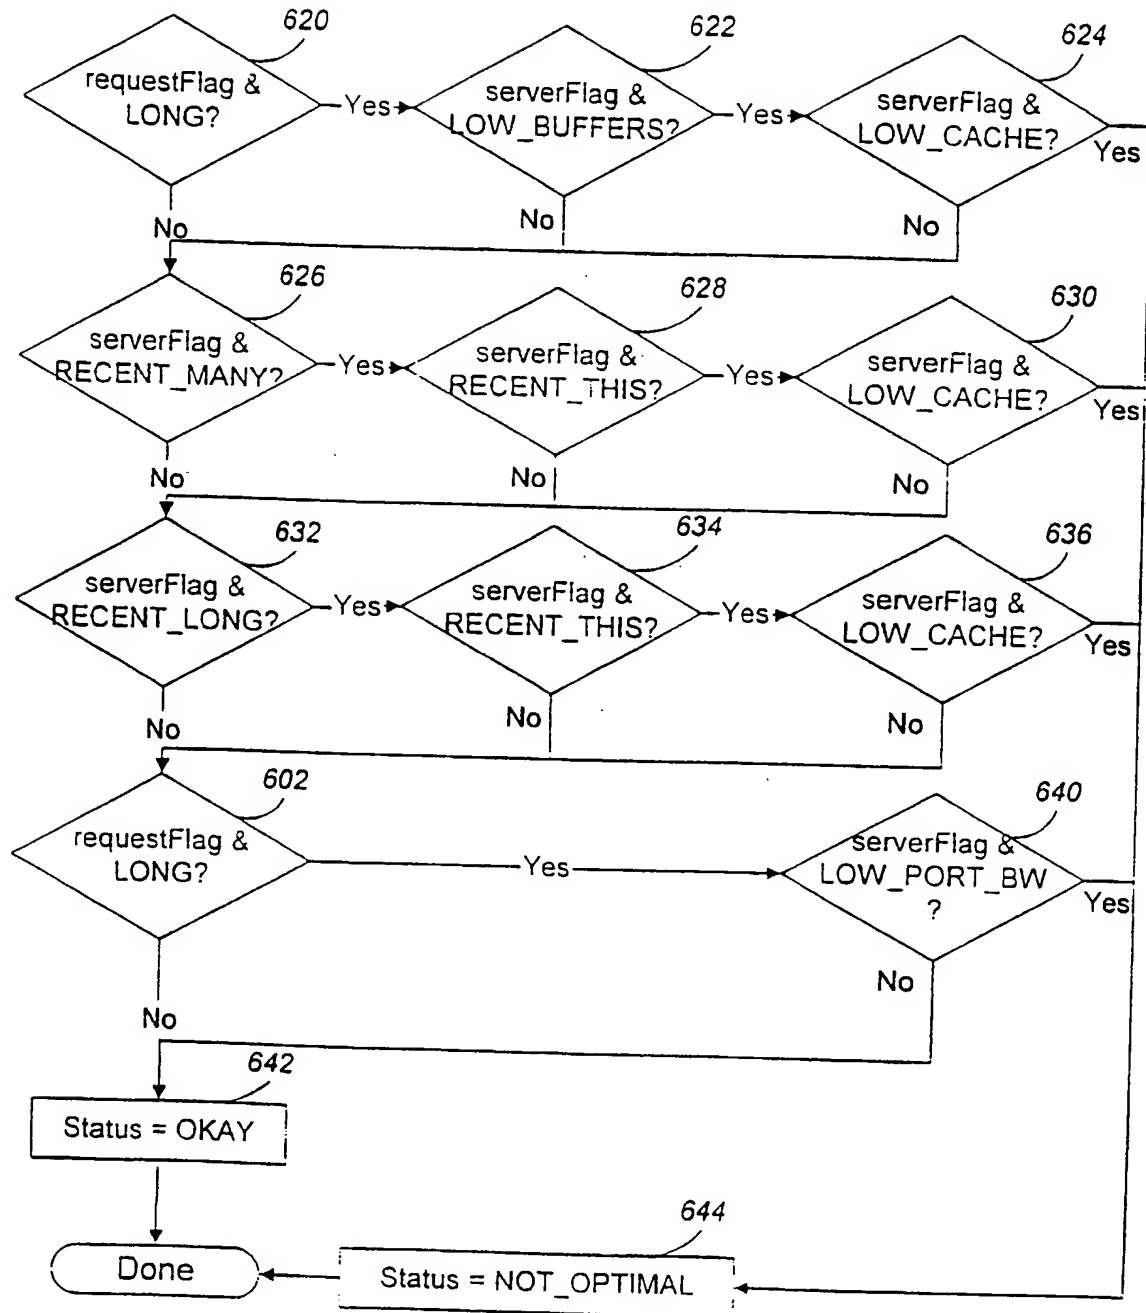 620
requestFlag &
LONG?
Yes
622
serverFlag &
LOW_BUFFERS?
Yes
624
serverFlag &
LOW_CACHE?
Yes
No
No
No
626
serverFlag &
RECENT_MANY?
Yes
628
serverFlag &
RECENT_THIS?
Yes
630
serverFlag &
LOW_CACHE?
Yes
No
No
No
632
serverFlag &
RECENT_LONG?
Yes
634
serverFlag &
RECENT_THIS?
Yes
636
serverFlag &
LOW_CACHE?
Yes
No
No
No
602
requestFlag &
LONG?
Yes
640
serverFlag &
LOW_PORT_BW
?
Yes
No
No
642
Status = OKAY
644
Done
Status = NOT_OPTIMAL